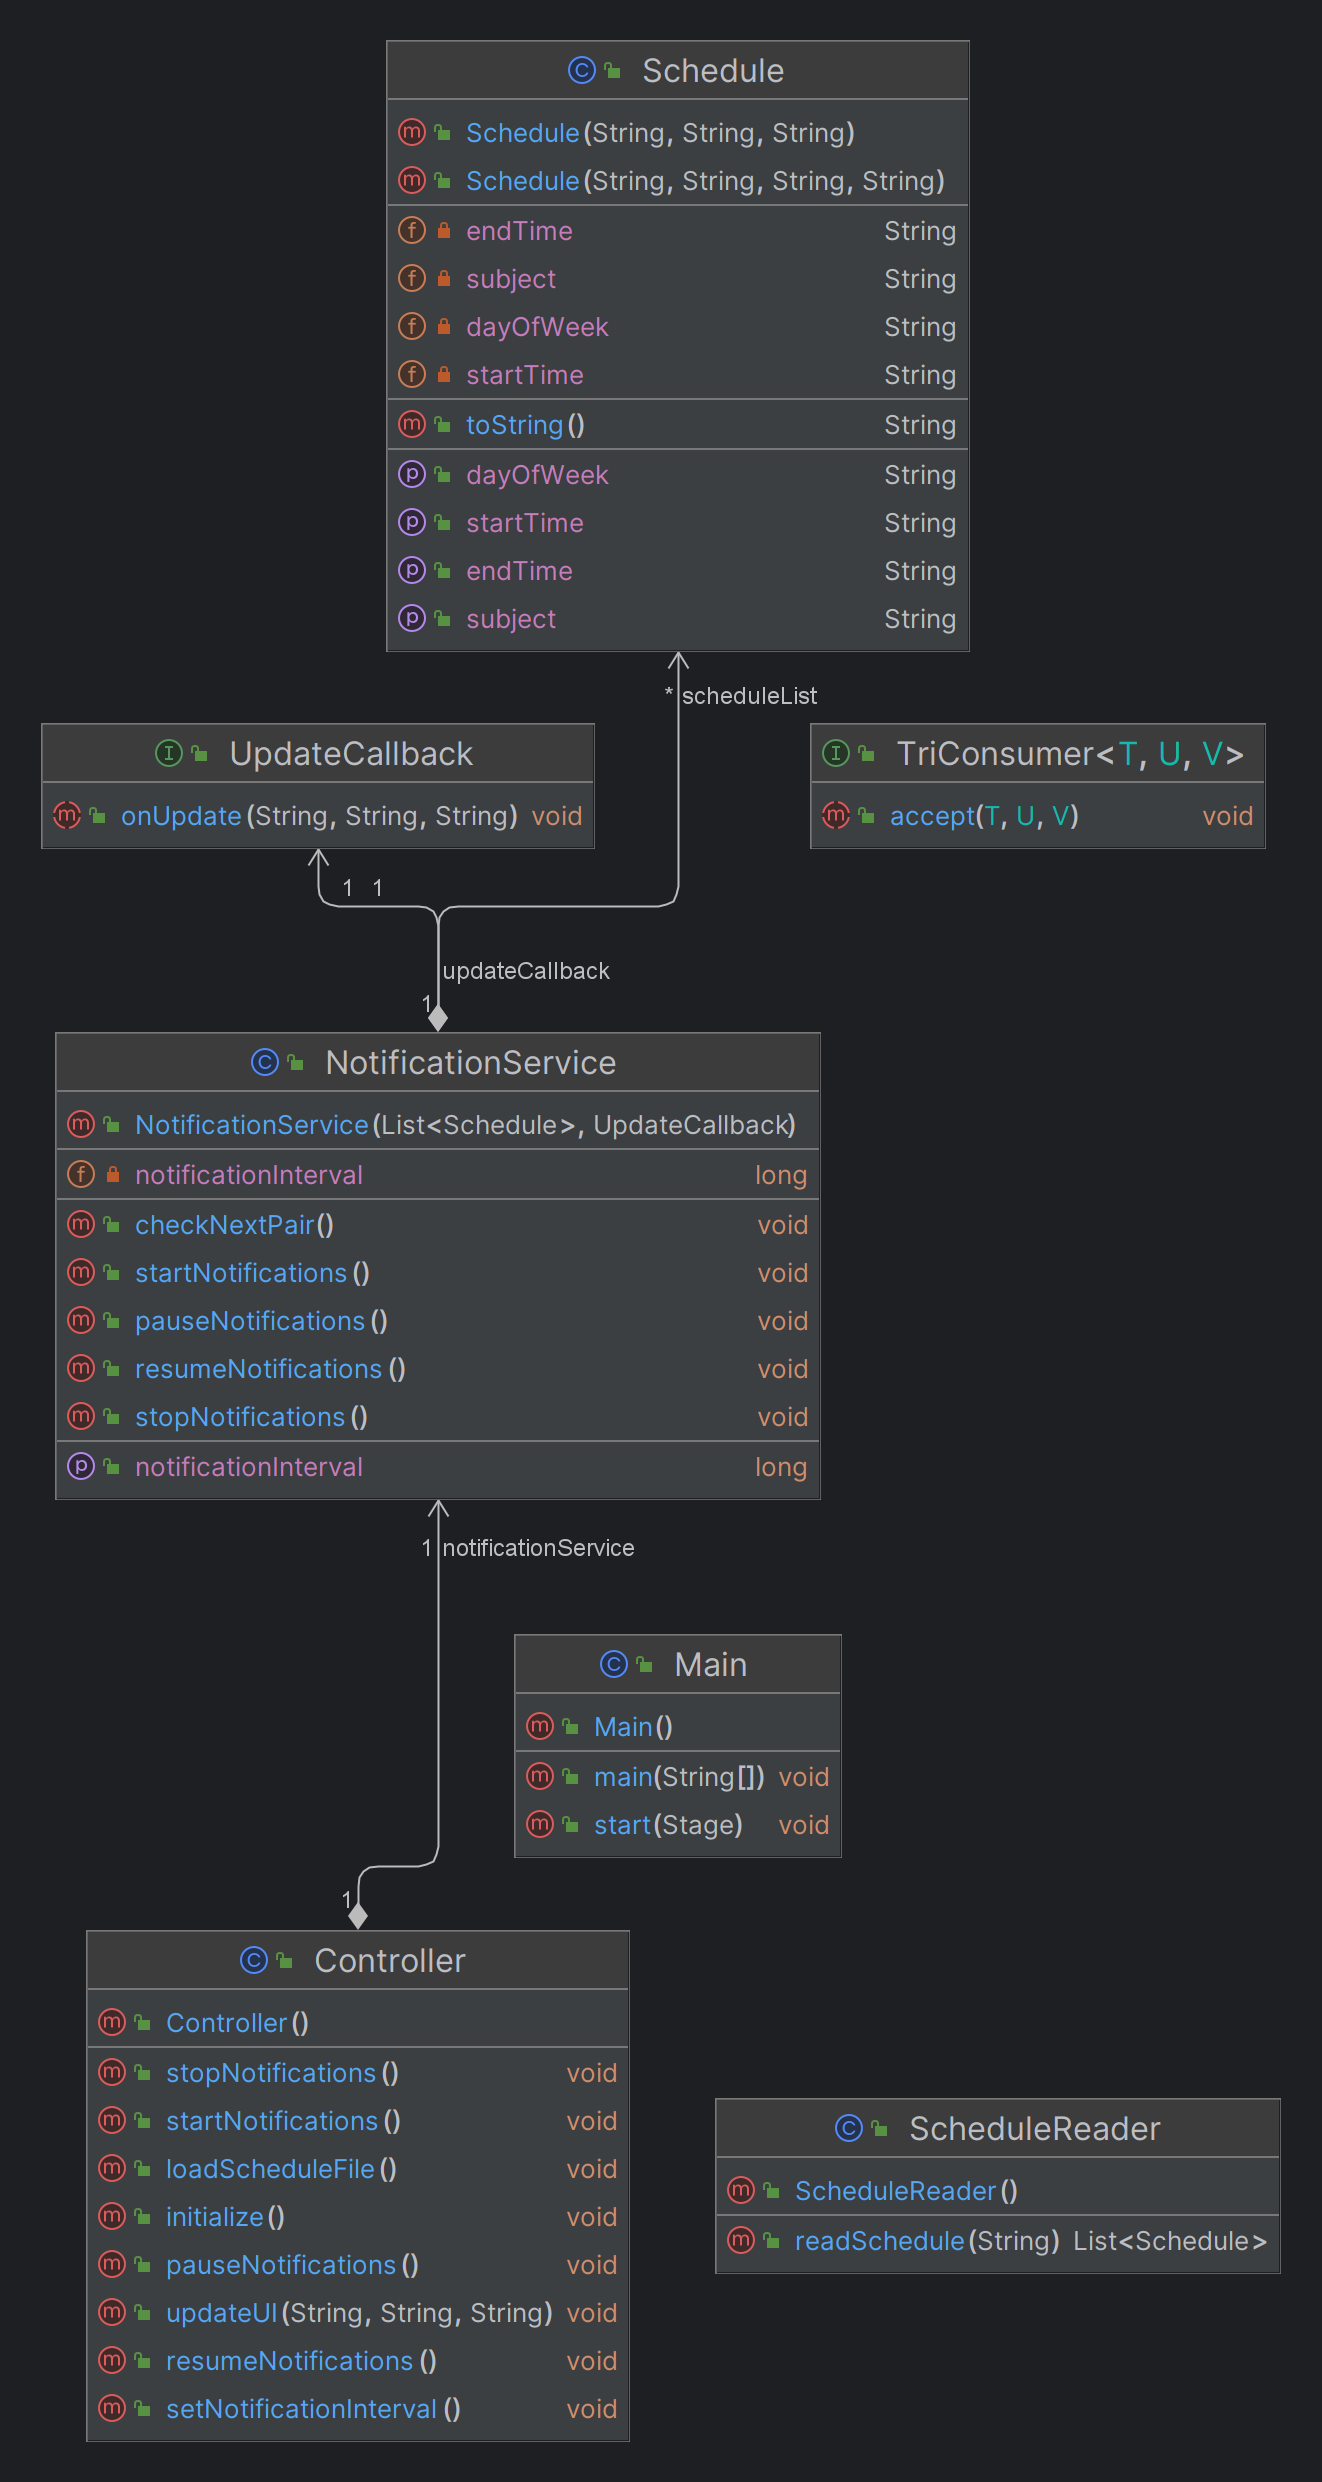 Schedule
Schedule(String, String, String)
Schedule(String, String, String, String)
endTime String
subject String
dayOfWeek String
startTime String
toString() String
dayOfWeek String
startTime String
endTime String
subject String
* scheduleList
UpdateCallback
onUpdate(String, String, String) void
TriConsumer<T, U, V>
accept(T, U, V) void
1 1
updateCallback
1
NotificationService
NotificationService(List<Schedule>, UpdateCallback)
notificationInterval long
checkNextPair() void
startNotifications() void
pauseNotifications() void
resumeNotifications() void
stopNotifications() void
notificationInterval long
1 notificationService
Main
Main()
main(String[]) void
start(Stage) void
1
Controller
Controller()
stopNotifications() void
startNotifications() void
loadScheduleFile() void
initialize() void
pauseNotifications() void
updateUI(String, String, String) void
resumeNotifications() void
setNotificationInterval() void
ScheduleReader
ScheduleReader()
readSchedule(String) List<Schedule>